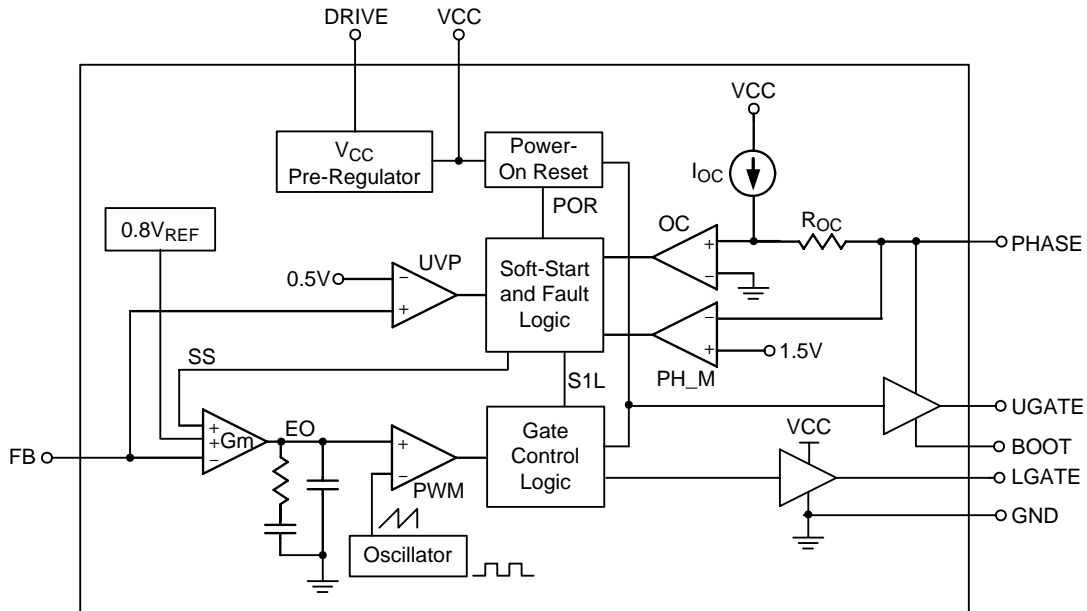 DRIVE
VCC
VCC
VCC
Pre-Regulator
Power-
On Reset
IOC
POR
0.8VREF
OC
ROC
PHASE
+
−
UVP
0.5V
−
+
Soft-Start
and Fault
Logic
−
+
1.5V
PH_M
SS
S1L
FB
+
+
−
Gm
EO
+
−
PWM
Gate
Control
Logic
VCC
UGATE
BOOT
LGATE
GND
Oscillator